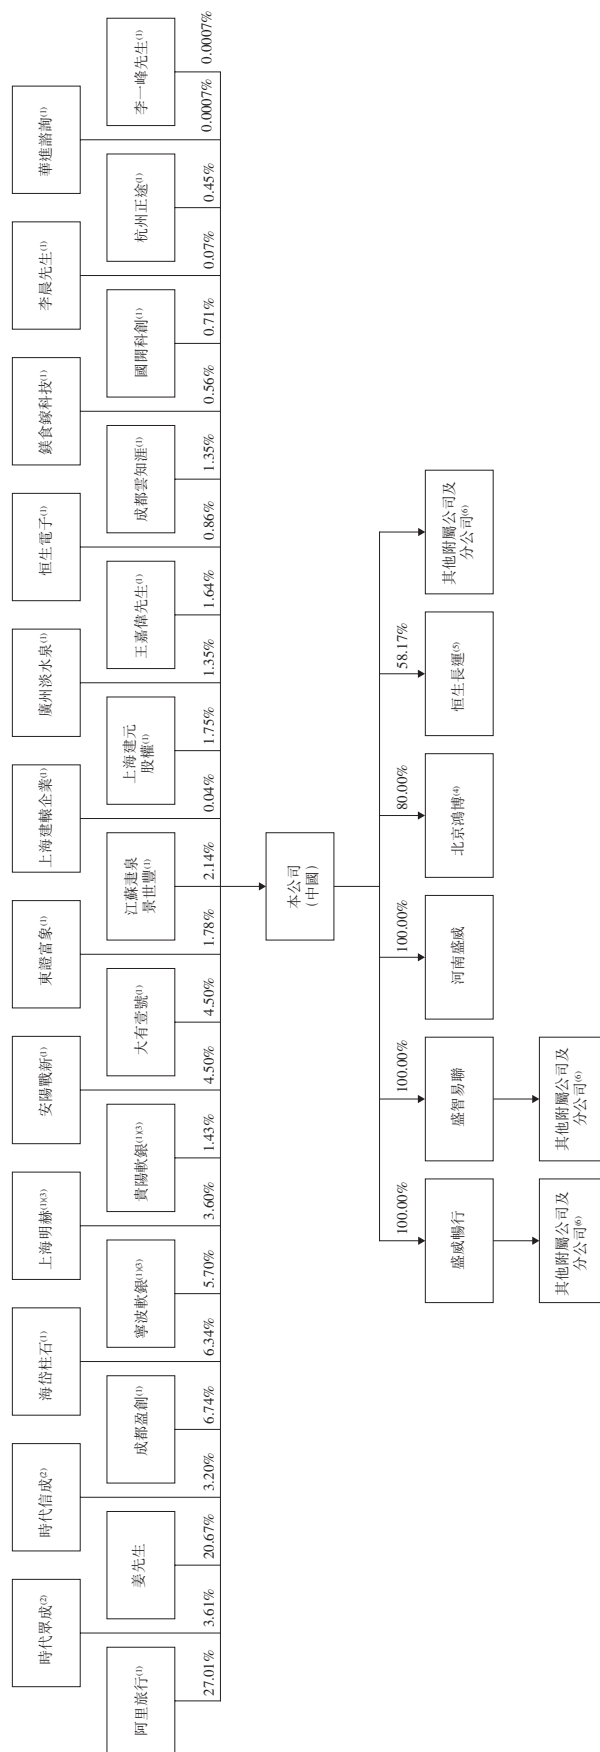 時代眾成(2)
時代信成(2)
海岱柱石(1)
上海明赫(1)(3)
安陽戰新(1)
東證富象(1)
上海建轅企業(1)
廣州淡水泉(1)
恒生電子(1)
鎂食鎵科技(1)
李晨先生(1)
華進諮詢(1)
阿里旅行(1)
姜先生
成都盈創(1)
寧波軟銀(1)(3)
貴陽軟銀(1)(3)
大有壹號(1)
江蘇疌泉
景世豐(1)
上海建元
股權(1)
王嘉偉先生(1)
成都雲知涯(1)
國開科創(1)
杭州正途(1)
李一峰先生(1)
27.01%
3.61%
20.67%
3.20%
6.74%
6.34%
5.70%
3.60%
1.43%
4.50%
4.50%
1.78%
2.14%
0.04%
1.75%
1.35%
1.64%
0.86%
1.35%
0.56%
0.71%
0.07%
0.45%
0.0007%
0.0007%
本公司
(中國)
100.00%
100.00%
100.00%
80.00%
58.17%
盛威暢行
盛智易聯
河南盛威
北京鴻博(4)
恒生長運(5)
其他附屬公司及
分公司(6)
其他附屬公司及
分公司(6)
其他附屬公司及
分公司(6)